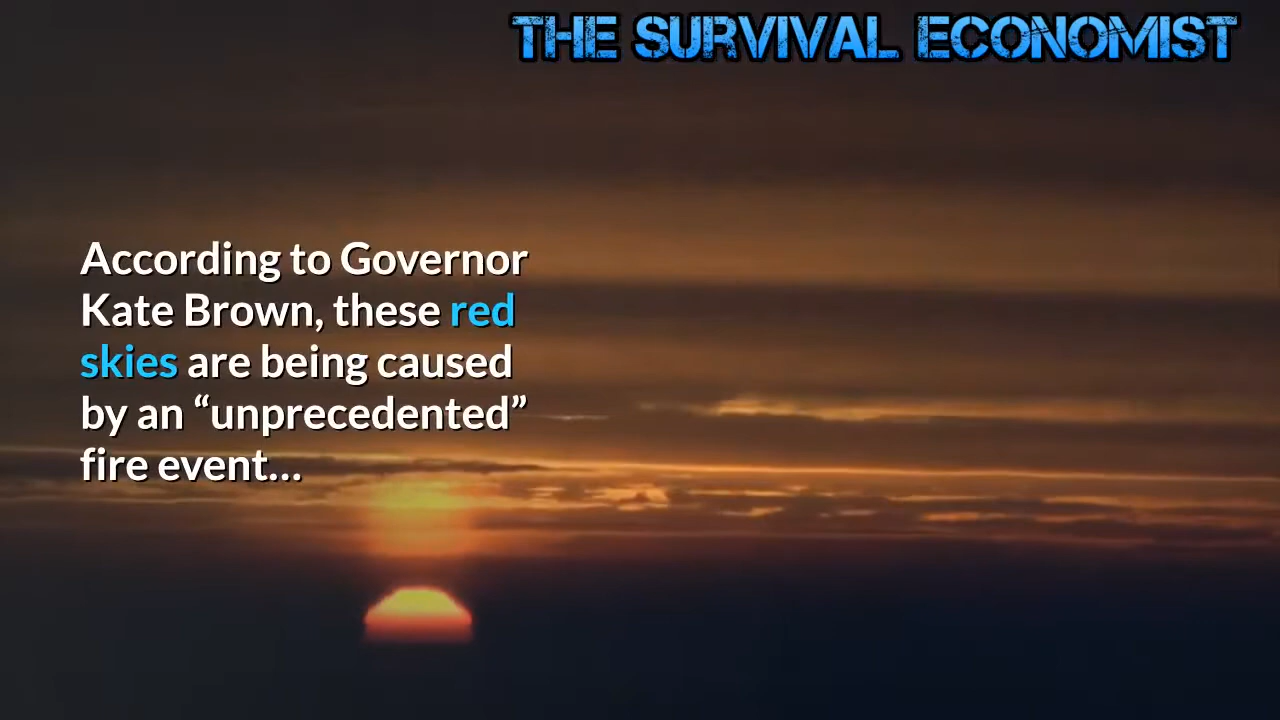 THE SURVIVAL ECONOMIST
According to Governor
Kate Brown, these red
skies are being caused
by an “unprecedented”
fire event...